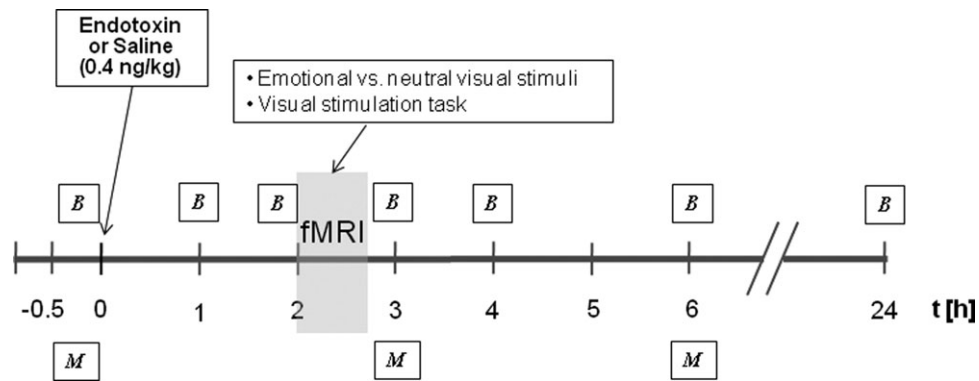 Endotoxin
or Saline
(0.4 ng/kg)
• Emotional vs. neutral visual stimuli
• Visual stimulation task
B B B B B B B
fMRI
-0.5 0 1 2 3 4 5 6 24 t [h]
M M M